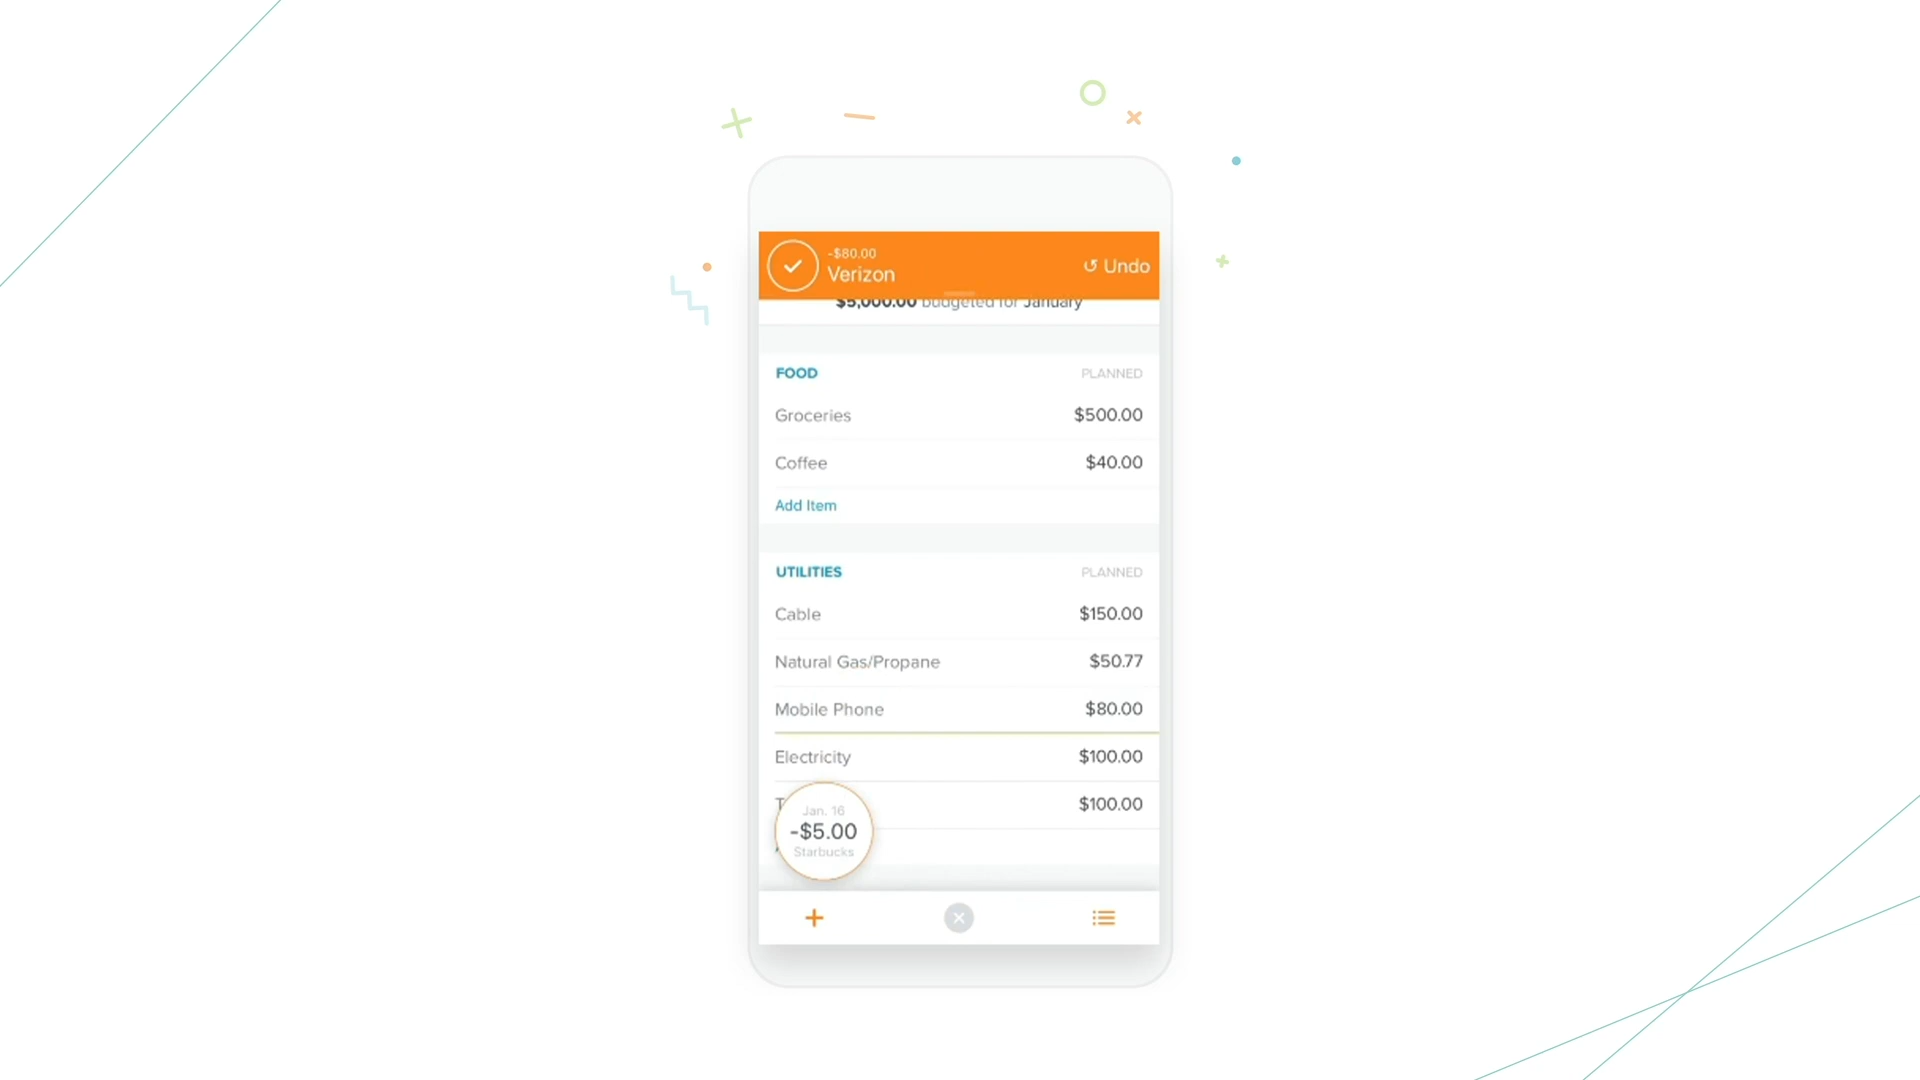 -$80.00
Verizon
↺ Undo
$5,000.00 budgeted for January
FOOD PLANNED
Groceries $500.00
Coffee $40.00
Add Item
UTILITIES PLANNED
Cable $150.00
Natural Gas/Propane $50.77
Mobile Phone $80.00
Electricity $100.00
$100.00
Jan. 16
-$5.00
Starbucks